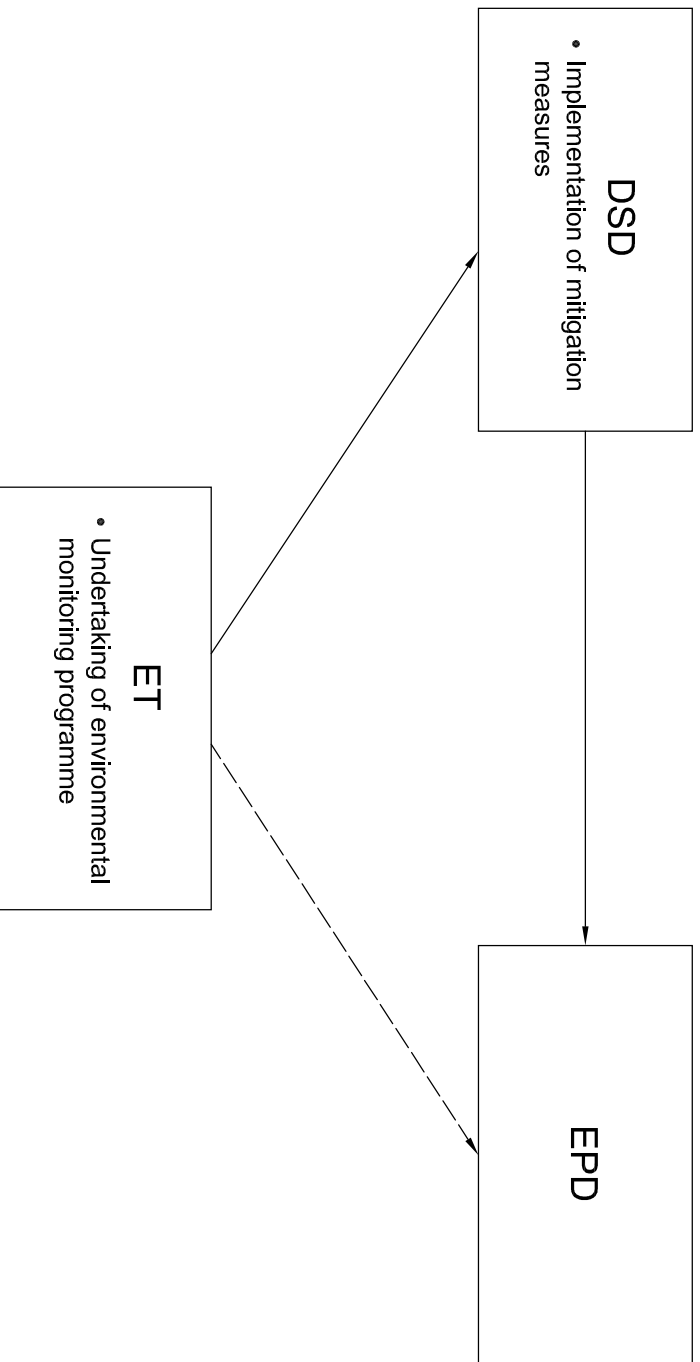 DSD
• Implementation of mitigation
measures
EPD
ET
• Undertaking of environmental
monitoring programme